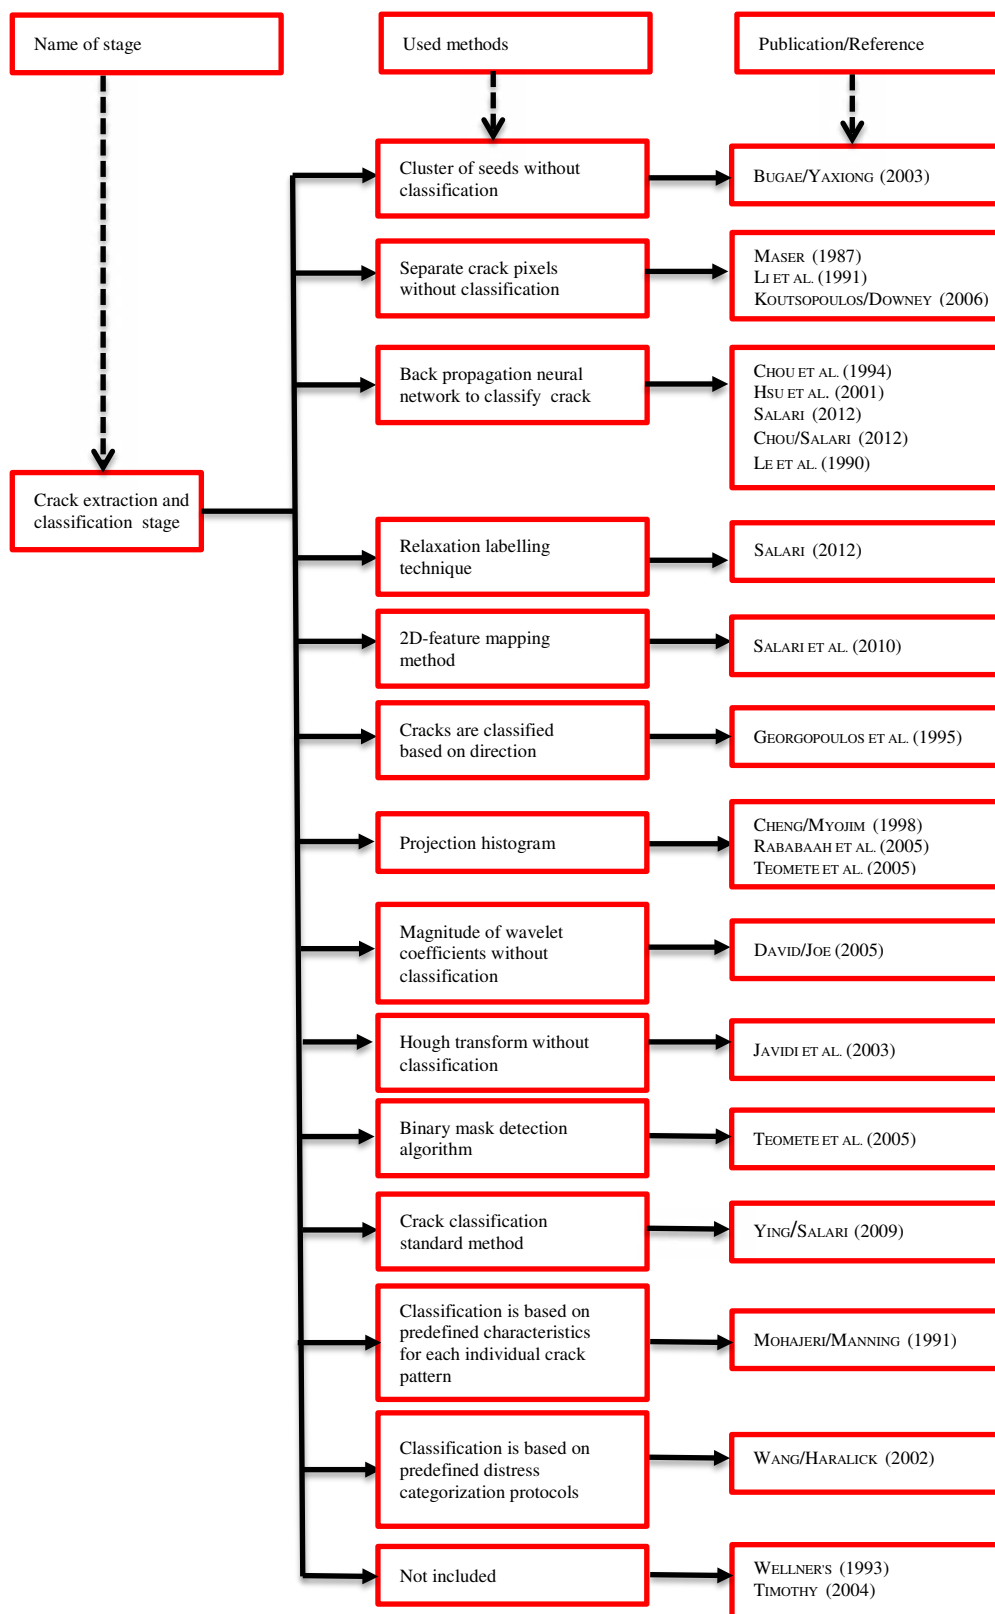 Name of stage
Used methods
Publication/Reference
Cluster of seeds without
classification
BUGAE/YAXIONG (2003)
Separate crack pixels
without classification
MASER (1987)
LI ET AL. (1991)
KOUTSOPOULOS/DOWNEY (2006)
Back propagation neural
network to classify crack
CHOU ET AL. (1994)
HSU ET AL. (2001)
SALARI (2012)
CHOU/SALARI (2012)
LE ET AL. (1990)
Crack extraction and
classification stage
Relaxation labelling
technique
SALARI (2012)
2D-feature mapping
method
SALARI ET AL. (2010)
Cracks are classified
based on direction
GEORGOPOULOS ET AL. (1995)
Projection histogram
CHENG/MYOJIM (1998)
RABABAAH ET AL. (2005)
TEOMETE ET AL. (2005)
Magnitude of wavelet
coefficients without
classification
DAVID/JOE (2005)
Hough transform without
classification
JAVIDI ET AL. (2003)
Binary mask detection
algorithm
TEOMETE ET AL. (2005)
Crack classification
standard method
YING/SALARI (2009)
Classification is based on
predefined characteristics
for each individual crack
pattern
MOHAJERI/MANNING (1991)
Classification is based on
predefined distress
categorization protocols
WANG/HARALICK (2002)
Not included
WELLNER'S (1993)
TIMOTHY (2004)